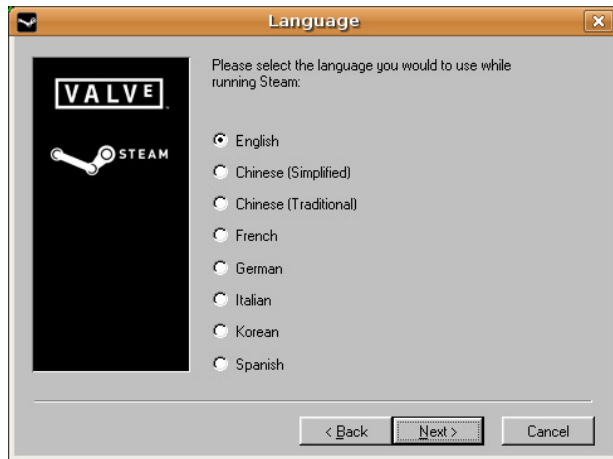 Language
VALVE
STEAM
Please select the language you would to use while
running Steam:
English
Chinese (Simplified)
Chinese (Traditional)
French
German
Italian
Korean
Spanish
< Back
Next >
Cancel